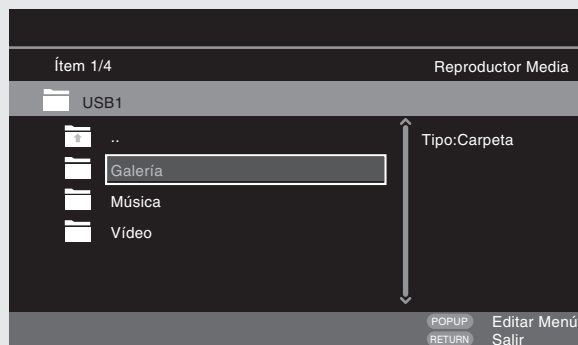 Ítem 1/4 Reproductor Media
USB1
..
Tipo:Carpeta
Galería
Música
Vídeo
POPUP Editar Menú
RETURN Salir